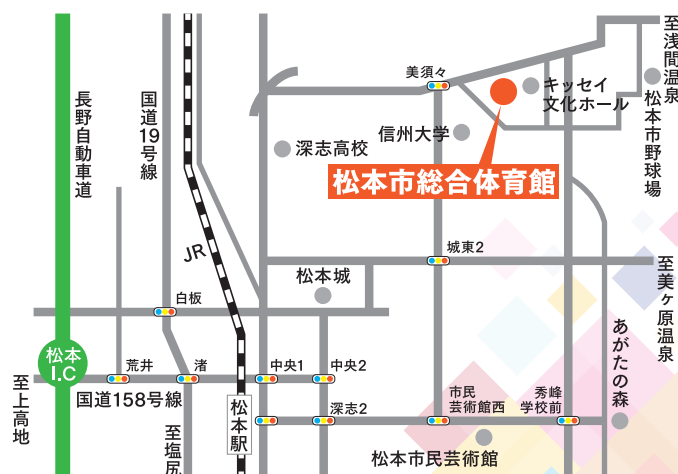 至浅間温泉
美須々
キッセイ
文化ホール
松本市野球場
長野自動車道
国道19号線
信州大学
深志高校
松本市総合体育館
JR
城東2
松本城
至美ヶ原温泉
白板
あがたの森
松本
I.C
荒井
渚
中央1
中央2
至上高地
国道158号線
松本駅
深志2
市民
芸術館西
秀峰
学校前
至塩尻
松本市民芸術館